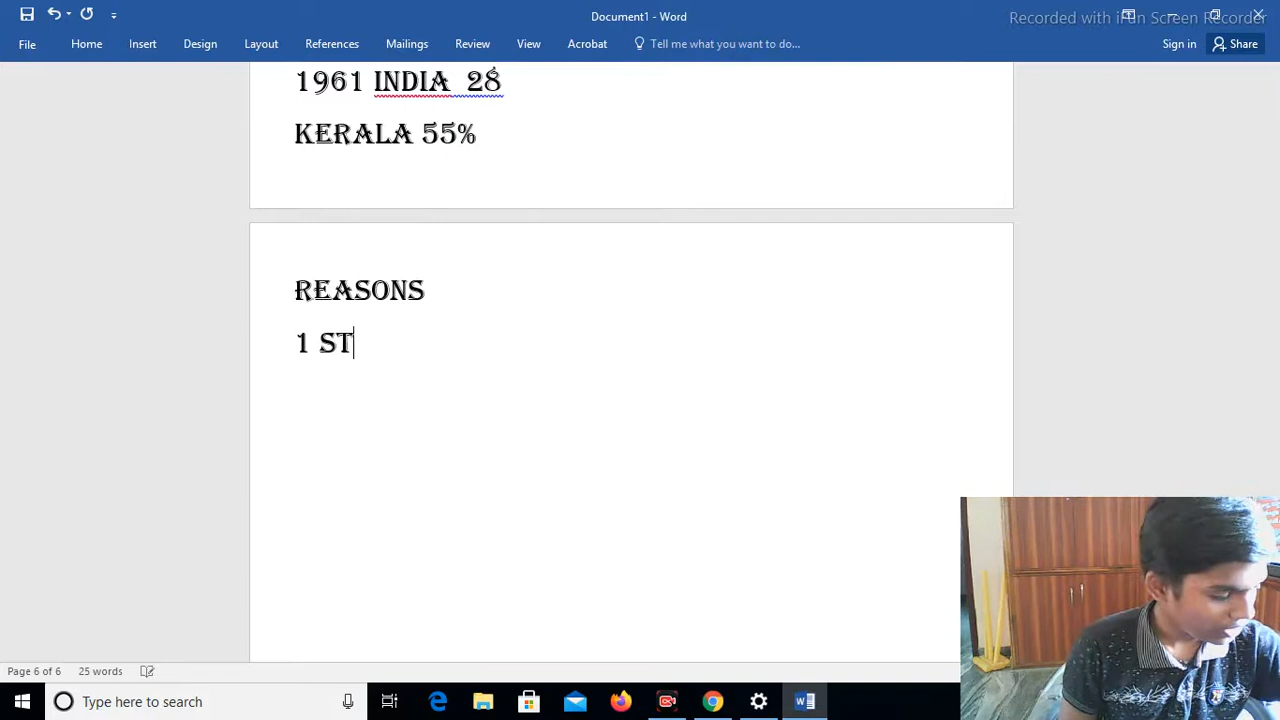 Document1 - Word
Recorded with iFun Screen Recorder
File Home Insert Design Layout References Mailings Review View Acrobat Tell me what you want to do... Sign in Share
1961 INDIA 28
KERALA 55%
REASONS
1 ST
Page 6 of 6 25 words
Type here to search